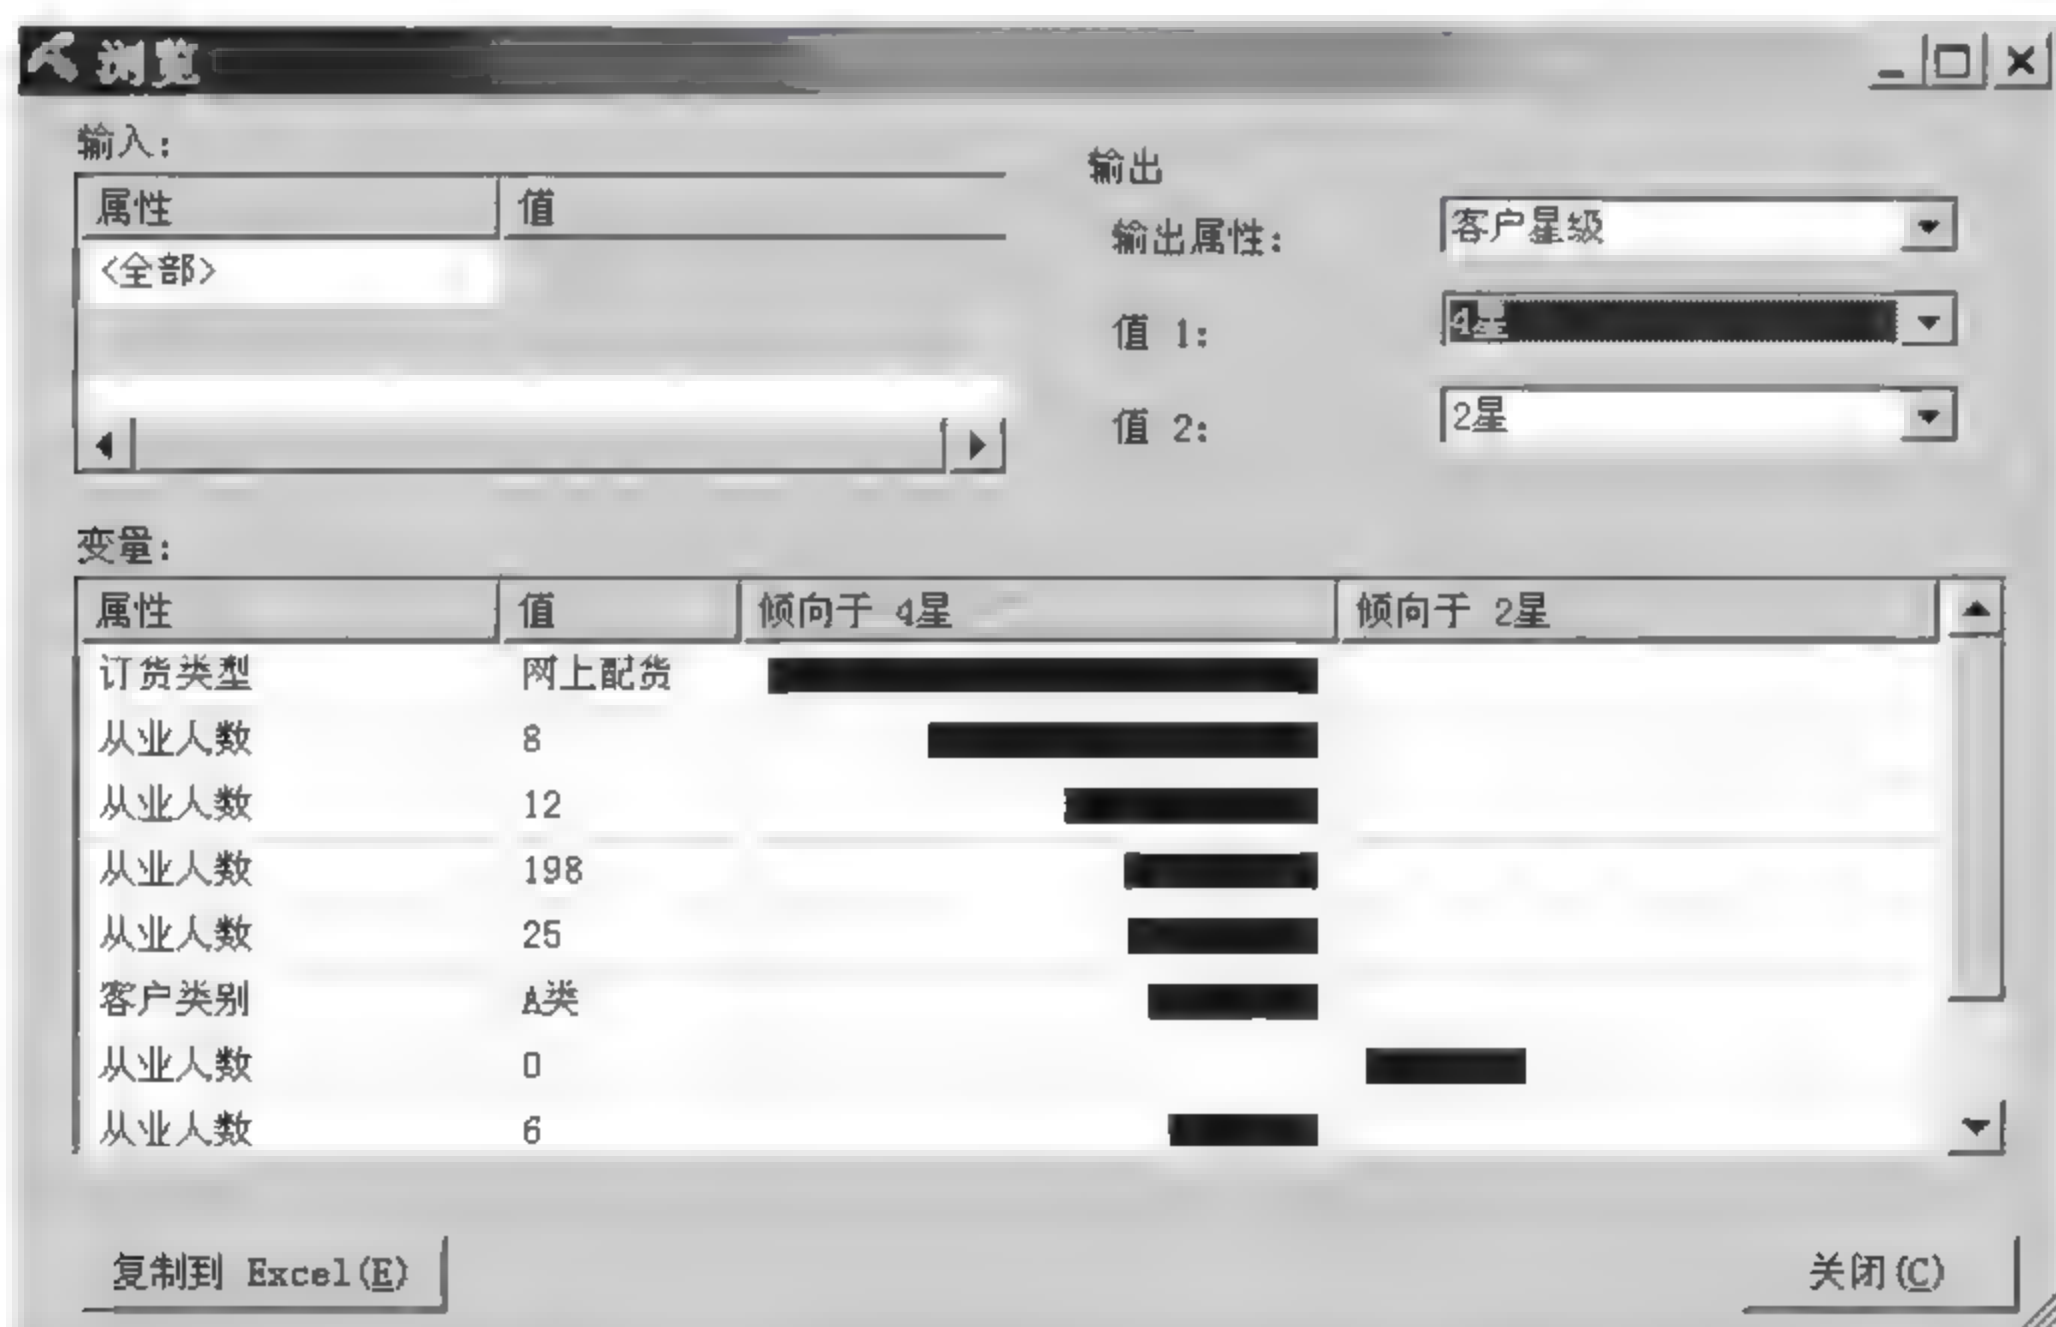 浏览
输入:
属性 值
<全部>
输出
输出属性: 客户星级
值 1: 4星
值 2: 2星
变量:
属性 值 倾向于 4星 倾向于 2星
订货类型 网上配货
从业人数 8
从业人数 12
从业人数 198
从业人数 25
客户类别 A类
从业人数 0
从业人数 6
复制到 Excel(E) 关闭(C)